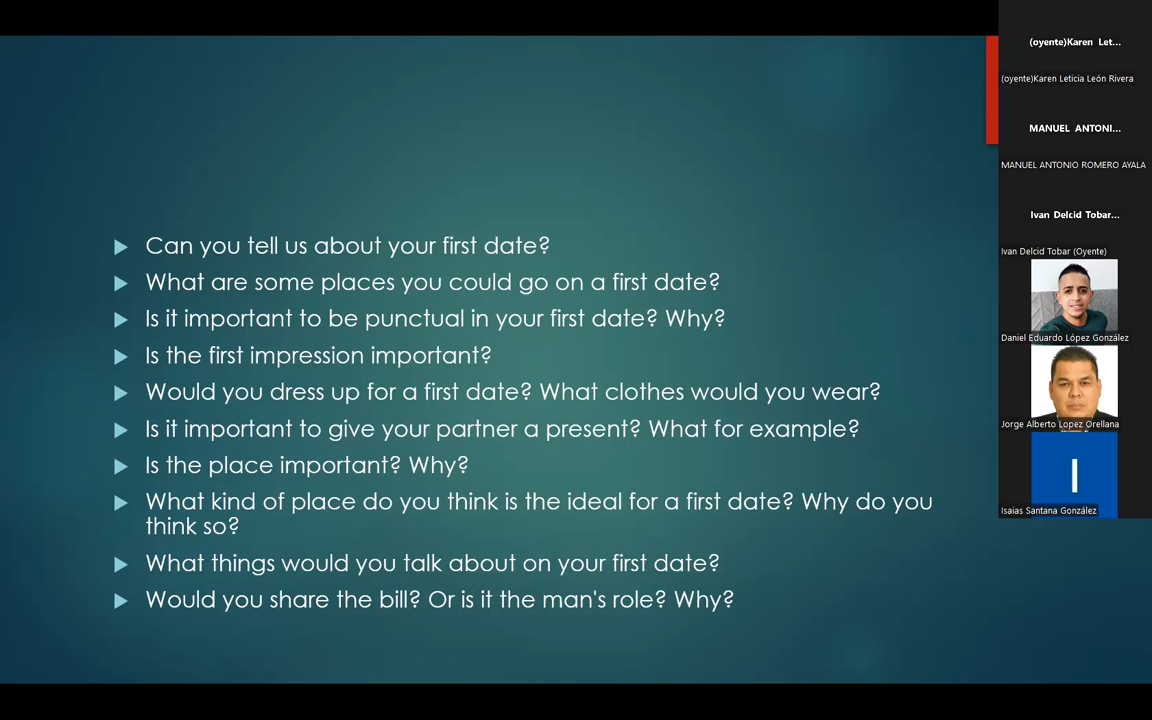 Can you tell us about your first date?
What are some places you could go on a first date?
Is it important to be punctual in your first date? Why?
Is the first impression important?
Would you dress up for a first date? What clothes would you wear?
Is it important to give your partner a present? What for example?
Is the place important? Why?
What kind of place do you think is the ideal for a first date? Why do you
think so?
What things would you talk about on your first date?
Would you share the bill? Or is it the man's role? Why?
(oyente)Karen Let...
(oyente)Karen Leticia León Rivera
MANUEL ANTONI...
MANUEL ANTONIO ROMERO AYALA
Ivan Delcid Tobar...
Ivan Delcid Tobar (Oyente)
Daniel Eduardo López González
Jorge Alberto Lopez Orellana
I
Isaias Santana González